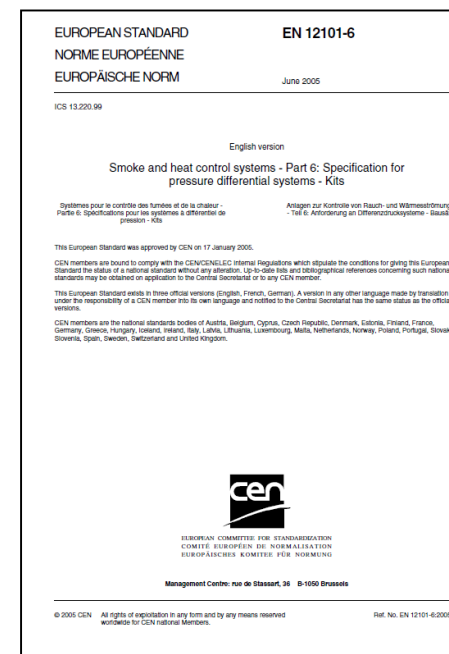 EUROPEAN STANDARD
NORME EUROPÉENNE
EUROPÄISCHE NORM
EN 12101-6
June 2005
ICS 13.220.99
English version
Smoke and heat control systems - Part 6: Specification for
pressure differential systems - Kits
Systèmes pour le contrôle des fumées et de la chaleur -
Partie 6: Spécifications pour les systèmes à différentiel de
pression - Kits
Anlagen zur Kontrolle von Rauch- und Wärmeströmung
- Teil 6: Anforderung an Differenzdrucksysteme - Bausä
This European Standard was approved by CEN on 17 January 2005.
CEN members are bound to comply with the CEN/CENELEC Internal Regulations which stipulate the conditions for giving this European
Standard the status of a national standard without any alteration. Up-to-date lists and bibliographical references concerning such national
standards may be obtained on application to the Central Secretariat or to any CEN member.
This European Standard exists in three official versions (English, French, German). A version in any other language made by translation
under the responsibility of a CEN member into its own language and notified to the Central Secretariat has the same status as the official
versions.
CEN members are the national standards bodies of Austria, Belgium, Cyprus, Czech Republic, Denmark, Estonia, Finland, France,
Germany, Greece, Hungary, Iceland, Ireland, Italy, Latvia, Lithuania, Luxembourg, Malta, Netherlands, Norway, Poland, Portugal, Slovak
Slovenia, Spain, Sweden, Switzerland and United Kingdom.
cen
EUROPEAN COMMITTEE FOR STANDARDIZATION
COMITÉ EUROPÉEN DE NORMALISATION
EUROPÄISCHES KOMITEE FÜR NORMUNG
Management Centre: rue de Stassart, 36 B-1050 Brussels
© 2005 CEN All rights of exploitation in any form and by any means reserved
worldwide for CEN national Members.
Ref. No. EN 12101-6:2005